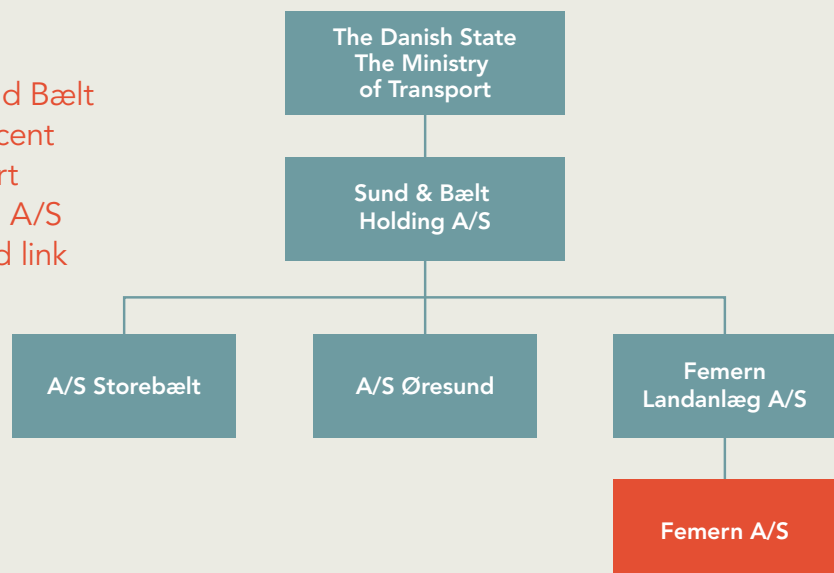 d Bælt
cent
rt
A/S
d link
The Danish State
The Ministry
of Transport
Sund & Bælt
Holding A/S
A/S Storebælt
A/S Øresund
Femern
Landanlæg A/S
Femern A/S